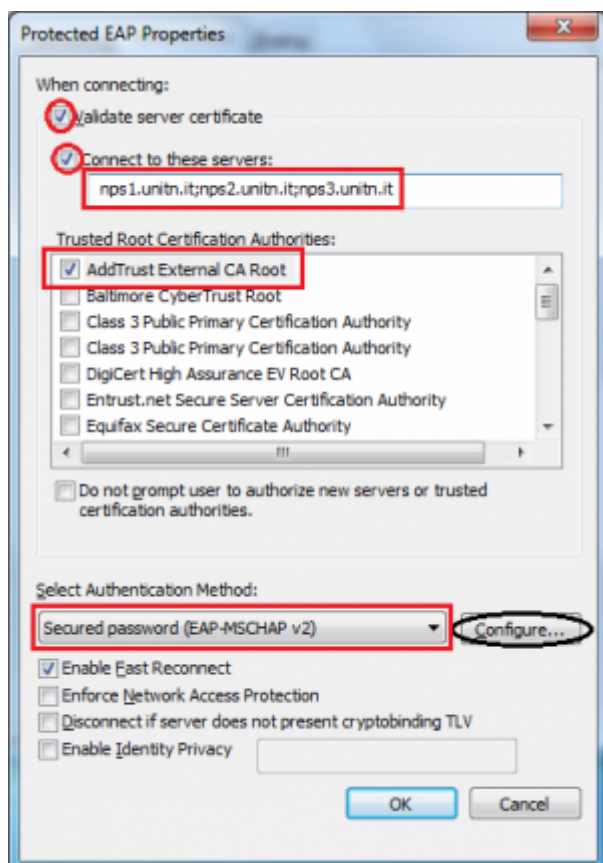 Protected EAP Properties
When connecting:
Validate server certificate
Connect to these servers:
nps1.unitn.it;nps2.unitn.it;nps3.unitn.it
Trusted Root Certification Authorities:
AddTrust External CA Root
Baltimore CyberTrust Root
Class 3 Public Primary Certification Authority
Class 3 Public Primary Certification Authority
DigiCert High Assurance EV Root CA
Entrust.net Secure Server Certification Authority
Equifax Secure Certificate Authority
Do not prompt user to authorize new servers or trusted
certification authorities.
Select Authentication Method:
Secured password (EAP-MSCHAP v2)
Configure...
Enable Fast Reconnect
Enforce Network Access Protection
Disconnect if server does not present cryptobinding TLV
Enable Identity Privacy
OK
Cancel